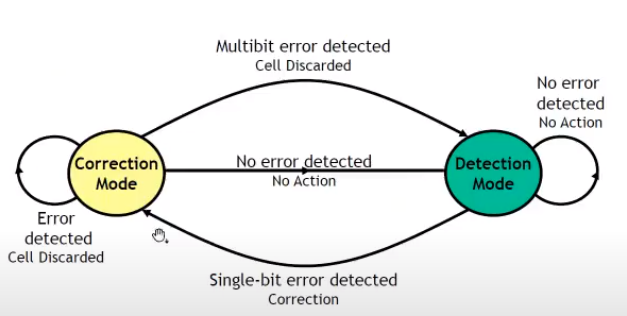 Multibit error detected
Cell Discarded
No error
detected
No Action
Correction
Mode
No error detected
No Action
Detection
Mode
Error
detected
Cell Discarded
Single-bit error detected
Correction